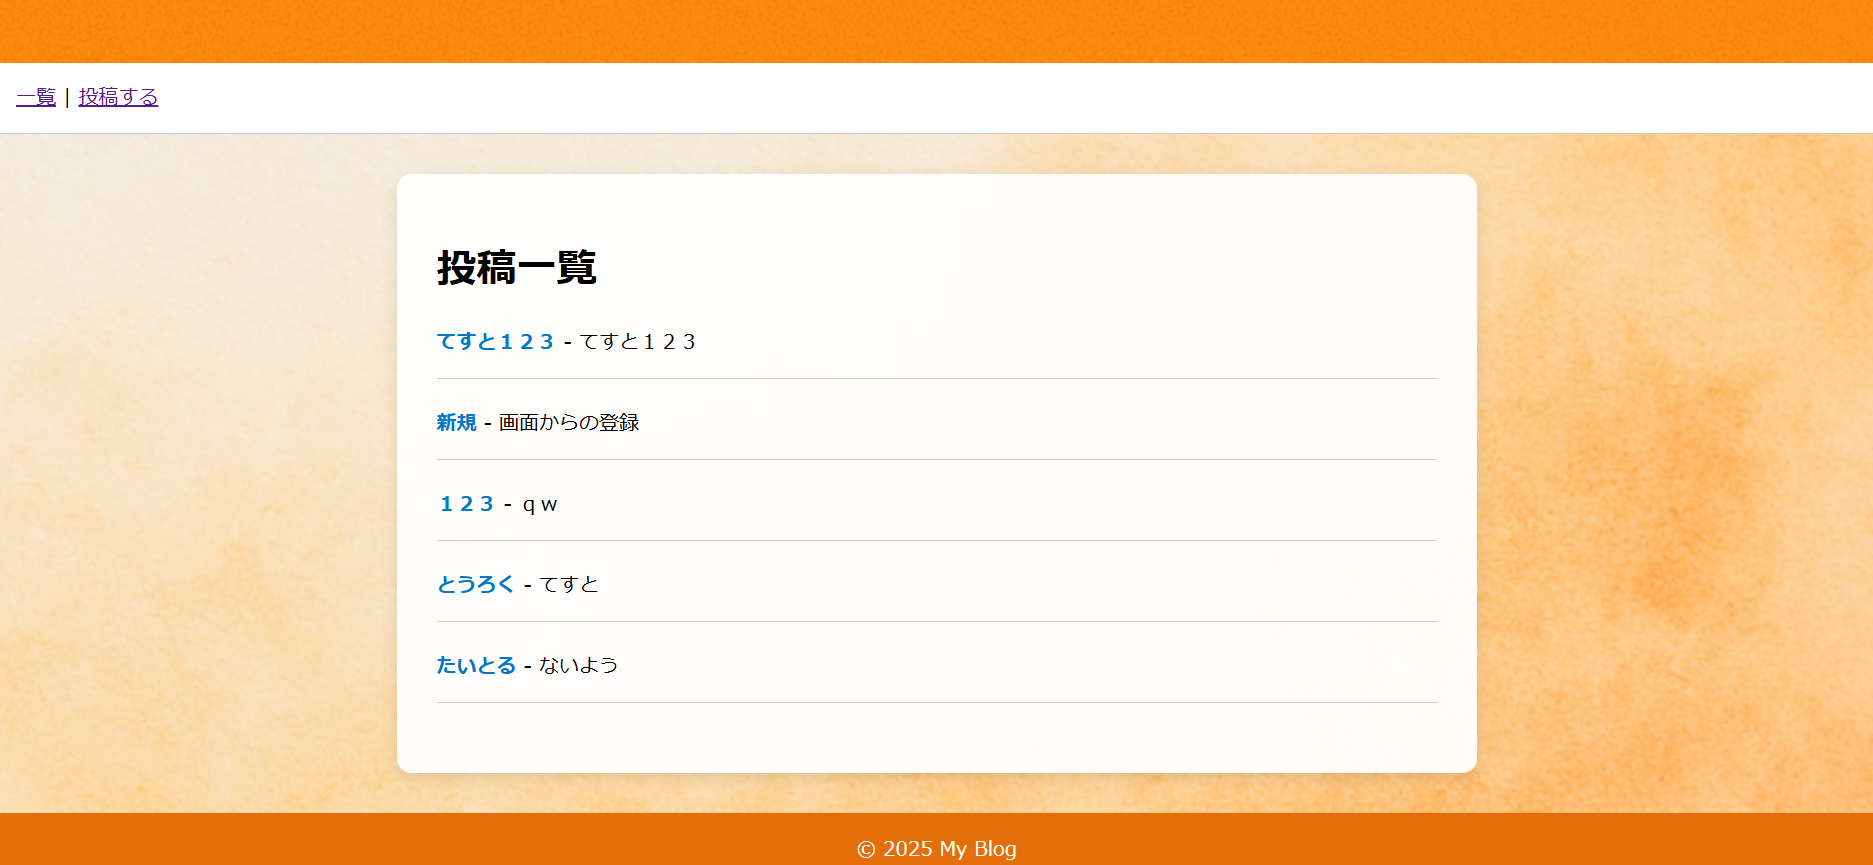 一覧 | 投稿する
投稿一覧
てすと１２３ - てすと１２３
新規 - 画面からの登録
１２３ - ｑｗ
とうろく - てすと
たいとる - ないよう
© 2025 My Blog